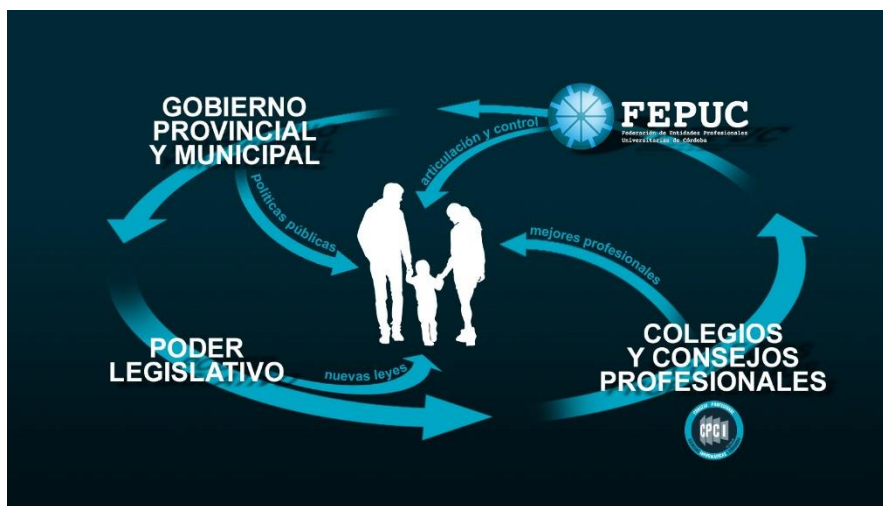 GOBIERNO
PROVINCIAL
Y MUNICIPAL
FEPUC
Federación de Entidades Profesionales
Universitarias de Córdoba
articulación y control
políticas públicas
mejores profesionales
PODER
LEGISLATIVO
nuevas leyes
COLEGIOS
Y CONSEJOS
PROFESIONALES
CPCI